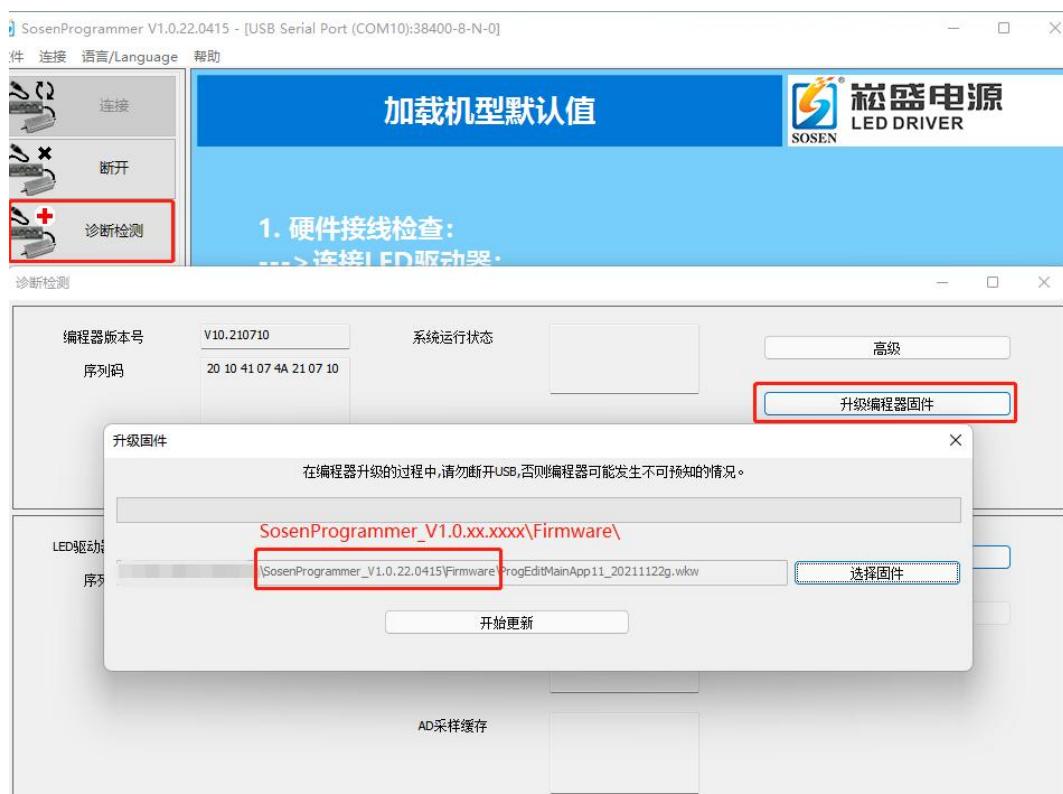 SosenProgrammer V1.0.22.0415 - [USB Serial Port (COM10):38400-8-N-0]
件 连接 语言/Language 帮助
连接
断开
诊断检测
加载机型默认值
SOSEN
崧盛电源
LED DRIVER
1. 硬件接线检查:
--->连接LED驱动器:
诊断检测
编程器版本号
V10.210710
系统运行状态
高级
序列码
20 10 41 07 4A 21 07 10
升级编程器固件
升级固件
在编程器升级的过程中,请勿断开USB,否则编程器可能发生不可预知的情况。
SosenProgrammer_V1.0.xx.xxxx\Firmware\
LED驱动
\SosenProgrammer_V1.0.22.0415\Firmware\ProgEditMainApp11_20211122g.wkw
选择固件
序列
开始更新
AD采样缓存